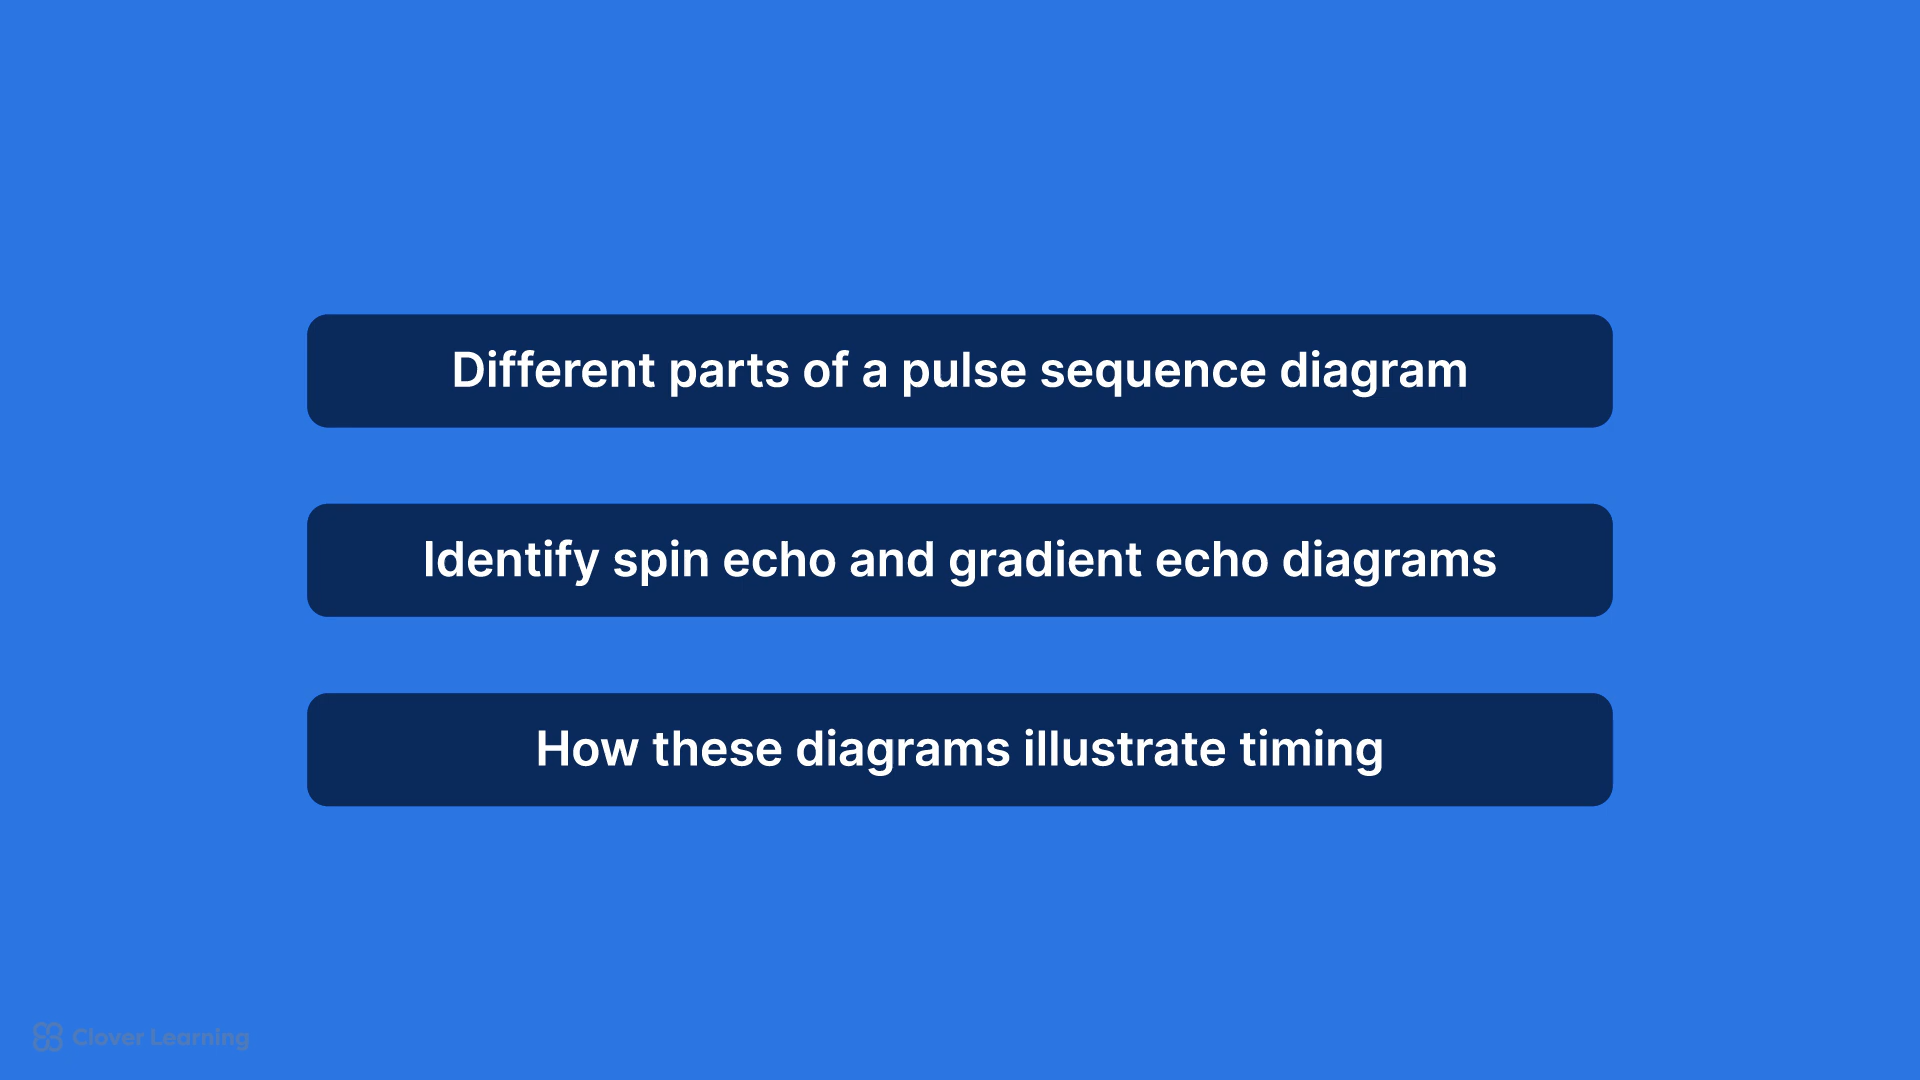 Different parts of a pulse sequence diagram
Identify spin echo and gradient echo diagrams
How these diagrams illustrate timing
Clover Learning